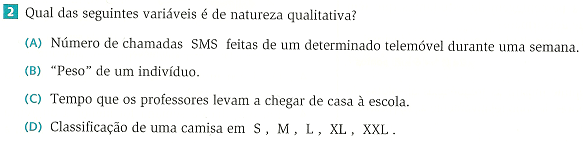 2 Qual das seguintes variáveis é de natureza qualitativa?
(A) Número de chamadas SMS feitas de um determinado telemóvel durante uma semana.
(B) “Peso” de um indivíduo.
(C) Tempo que os professores levam a chegar de casa à escola.
(D) Classificação de uma camisa em S , M , L , XL , XXL .